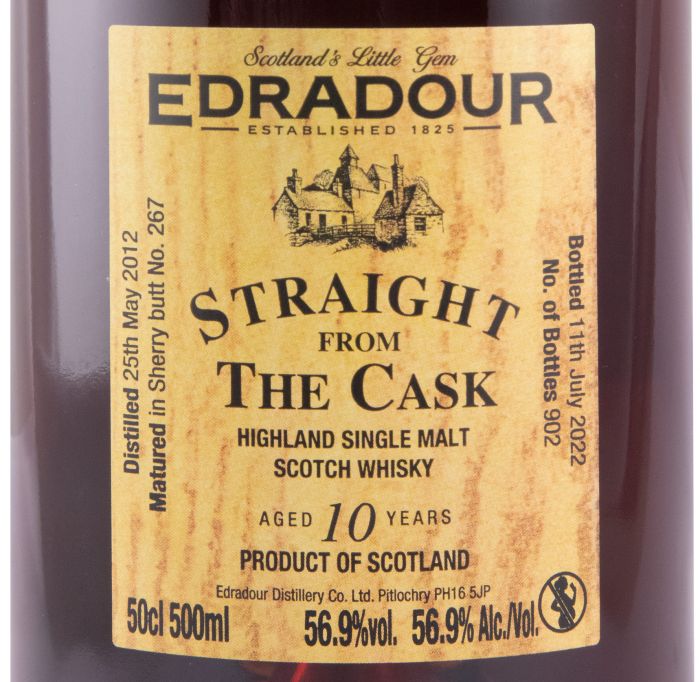 Scotland's Little Gem
EDRADOUR
ESTABLISHED 1825
Distilled 25th May 2012
Matured in Sherry butt No. 267
Bottled 11th July 2022
No. of Bottles 902
STRAIGHT
FROM
THE CASK
HIGHLAND SINGLE MALT
SCOTCH WHISKY
AGED 10 YEARS
PRODUCT OF SCOTLAND
Edradour Distillery Co. Ltd. Pitlochry PH16 5JP
50cl 500ml 56.9%vol. 56.9% Alc./Vol.